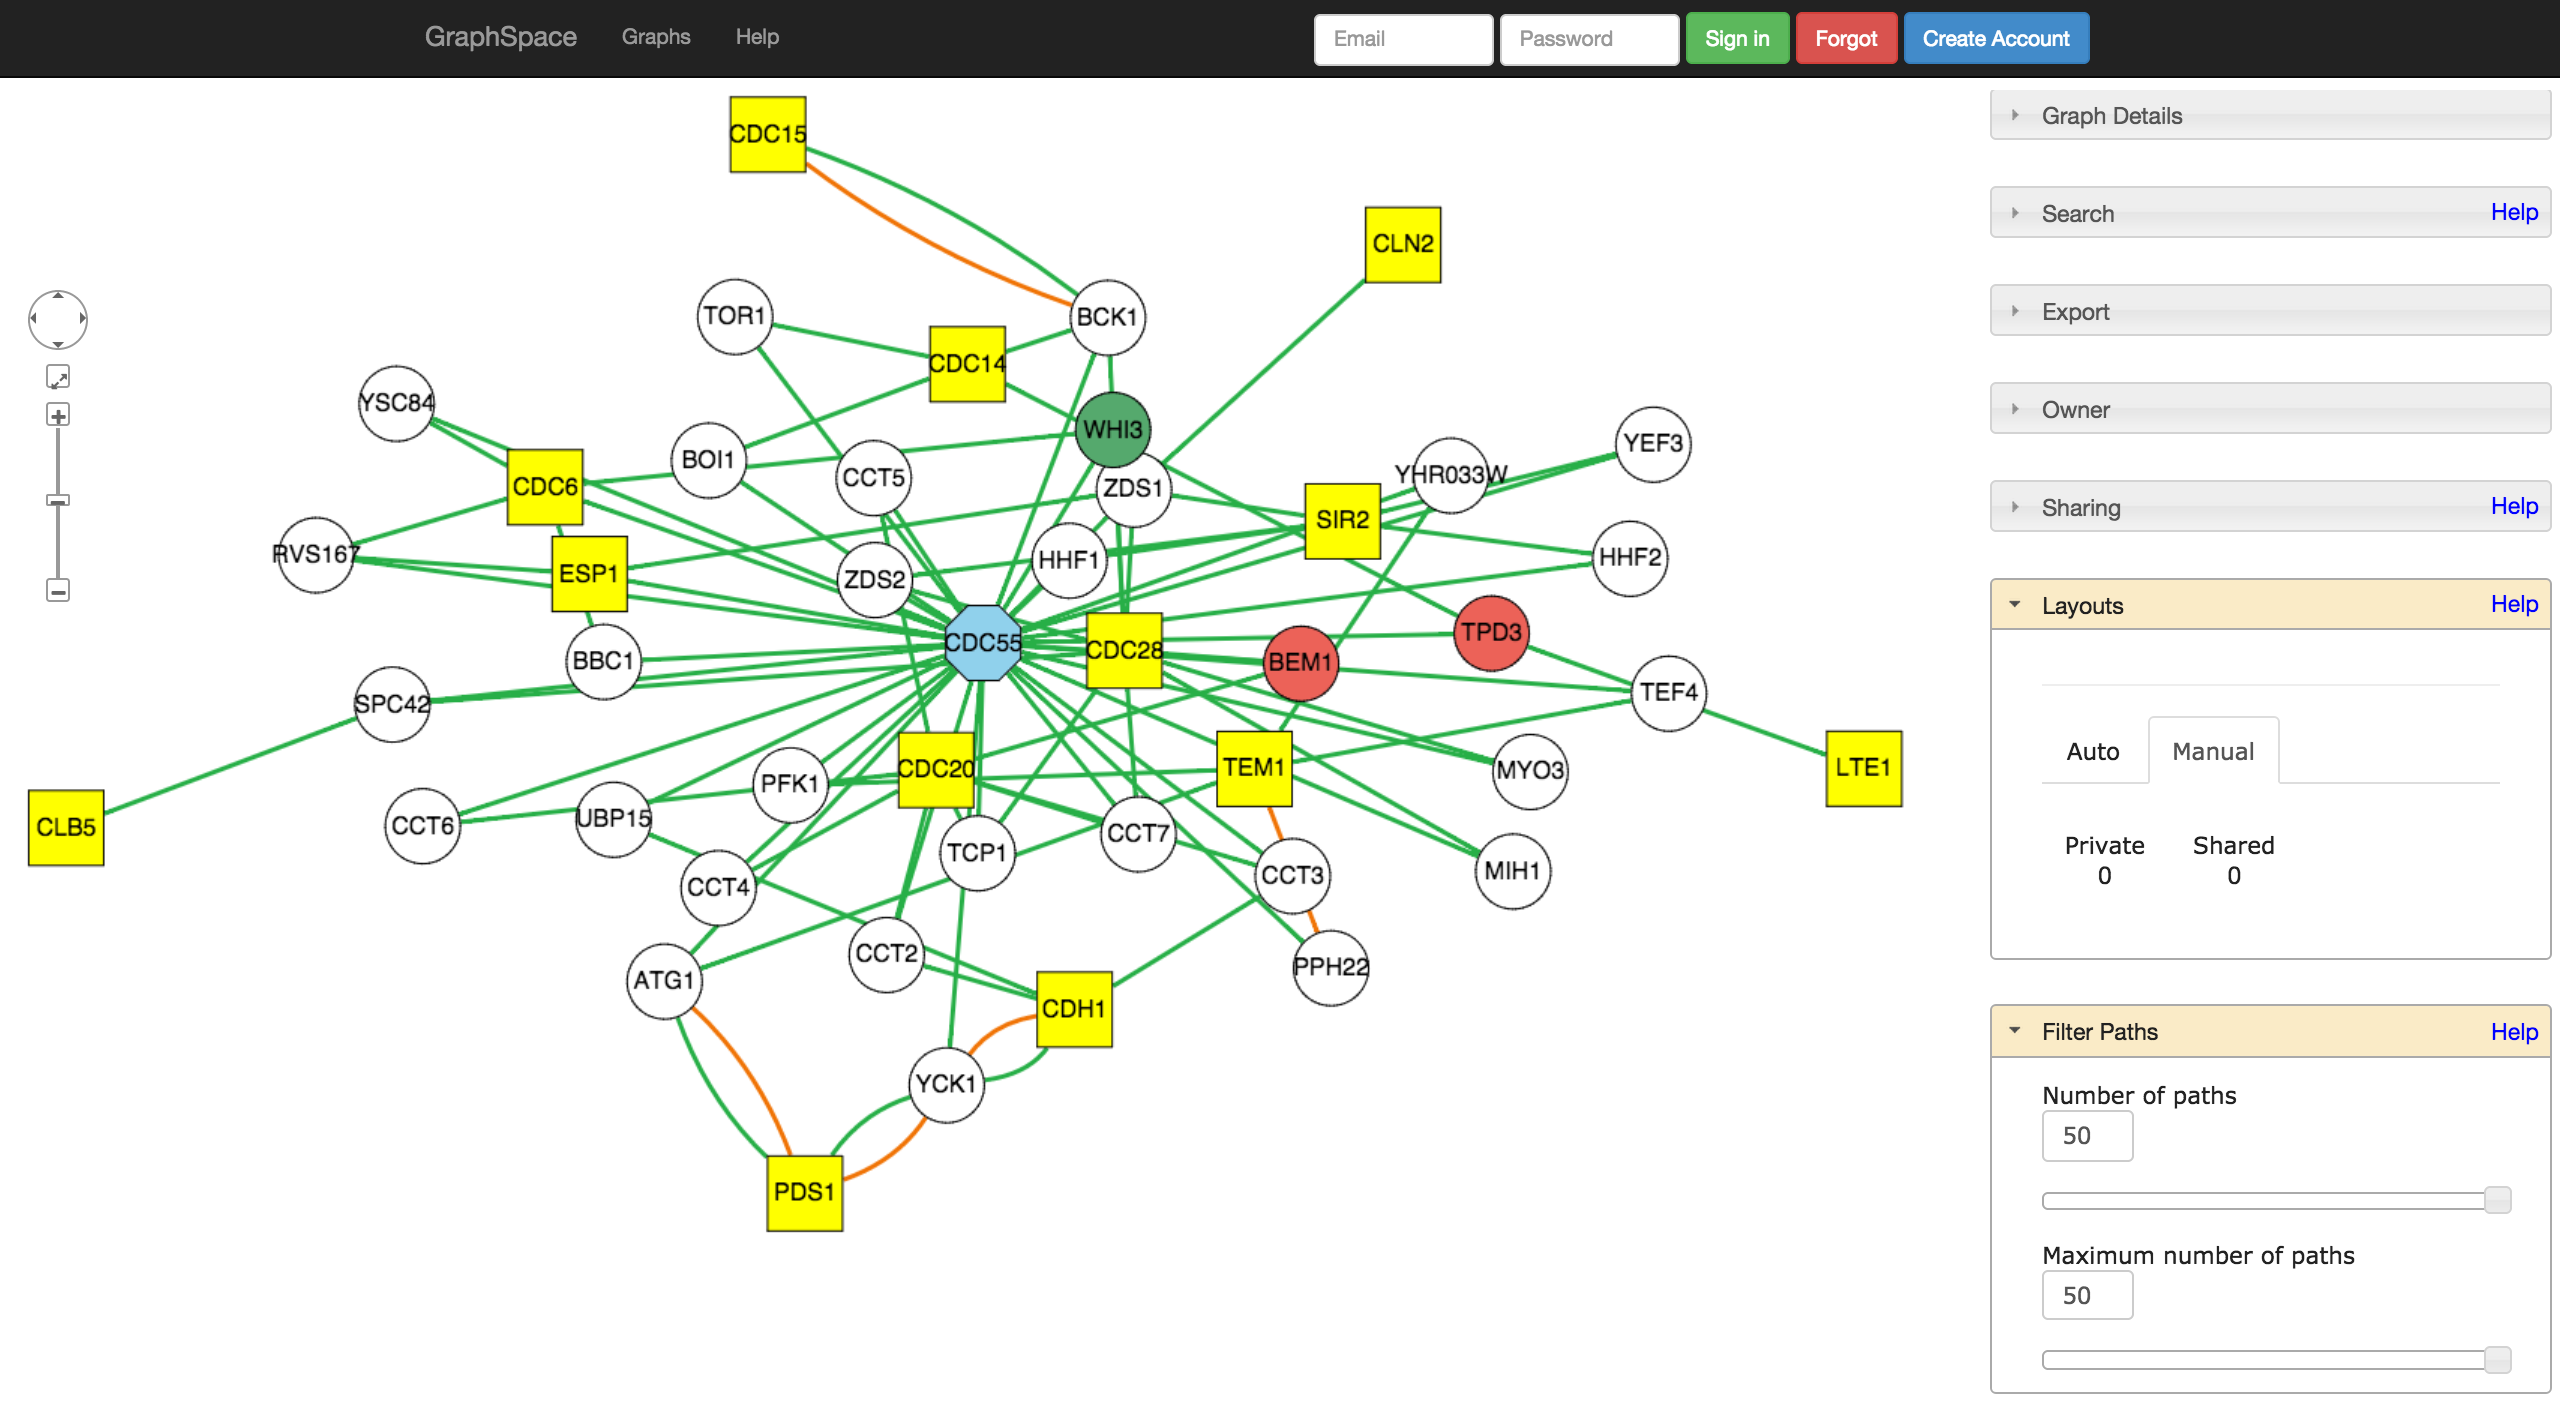 GraphSpace Graphs Help Email Password Sign in Forgot Create Account
CDC15
CLN2
TOR1
BCK1
CDC14
YSC84
WHI3
YEF3
BOI1
CCT5
YHR033W
CDC6
ZDS1
SIR2
RVS167
HHF1
HHF2
ESP1
ZDS2
CDC55
CDC28
TPD3
BBC1
BEM1
SPC42
TEF4
CDC20
TEM1
LTE1
PFK1
MYO3
CLB5
CCT6
UBP15
CCT7
TCP1
CCT3
MIH1
CCT4
CCT2
PPH22
ATG1
CDH1
YCK1
PDS1
Graph Details
Search Help
Export
Owner
Sharing Help
Layouts Help
Auto Manual
Private Shared
0 0
Filter Paths Help
Number of paths
50
Maximum number of paths
50